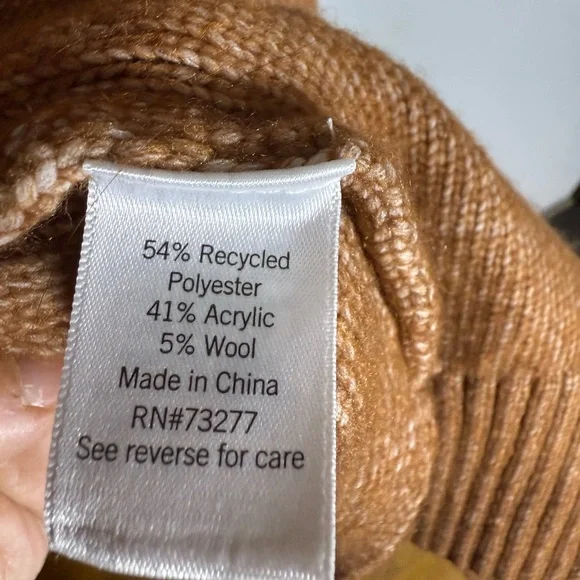 54% Recycled
Polyester
41% Acrylic
5% Wool
Made in China
RN#73277
See reverse for care